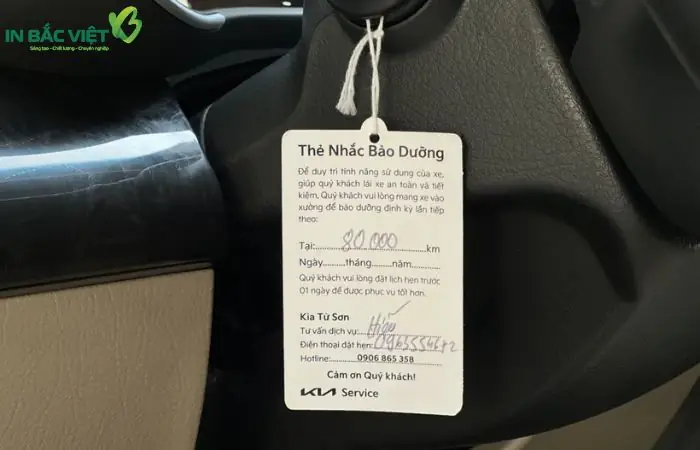 IN BẮC VIỆT
Sáng tạo - Chất lượng - Chuyên nghiệp
Thẻ Nhắc Bảo Dưỡng
Để duy trì tính năng sử dụng của xe,
giúp quý khách lái xe an toàn và tiết
kiệm, Quý khách vui lòng mang xe vào
xưởng để bảo dưỡng định kỳ lần tiếp
theo:
Tại:....80.000....km
Ngày.........tháng.........năm............
Quý khách vui lòng đặt lịch hẹn trước
01 ngày để được phục vụ tốt hơn.
Kia Từ Sơn
Tư vấn dịch vụ: Hiếu
Điện thoại đặt hẹn:
Hotline:............0906 865 358............
Cảm ơn Quý khách!
KIA Service